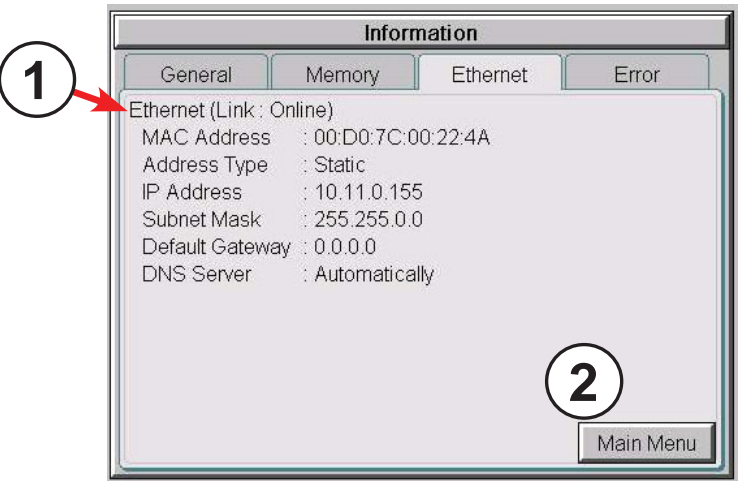 Information
General Memory Ethernet Error
1
Ethernet (Link : Online)
MAC Address : 00:D0:7C:00:22:4A
Address Type : Static
IP Address : 10.11.0.155
Subnet Mask : 255.255.0.0
Default Gateway : 0.0.0.0
DNS Server : Automatically
2
Main Menu